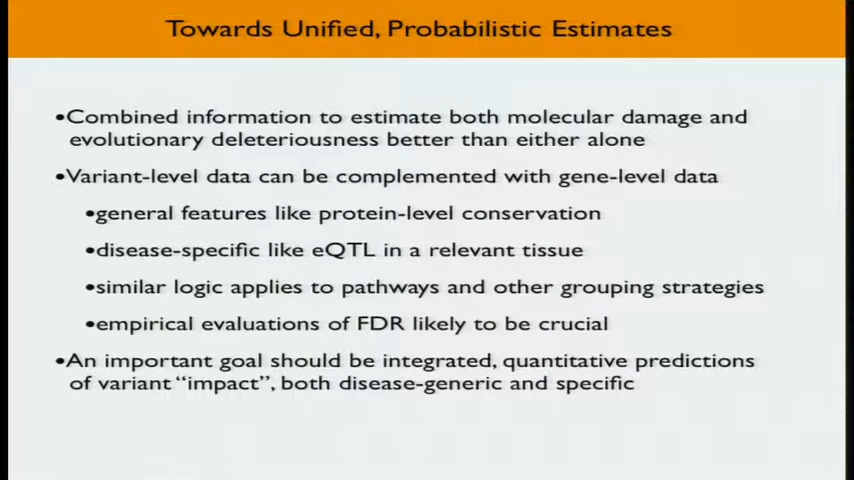 Towards Unified, Probabilistic Estimates
•Combined information to estimate both molecular damage and
evolutionary deleteriousness better than either alone
•Variant-level data can be complemented with gene-level data
•general features like protein-level conservation
•disease-specific like eQTL in a relevant tissue
•similar logic applies to pathways and other grouping strategies
•empirical evaluations of FDR likely to be crucial
•An important goal should be integrated, quantitative predictions
of variant “impact”, both disease-generic and specific